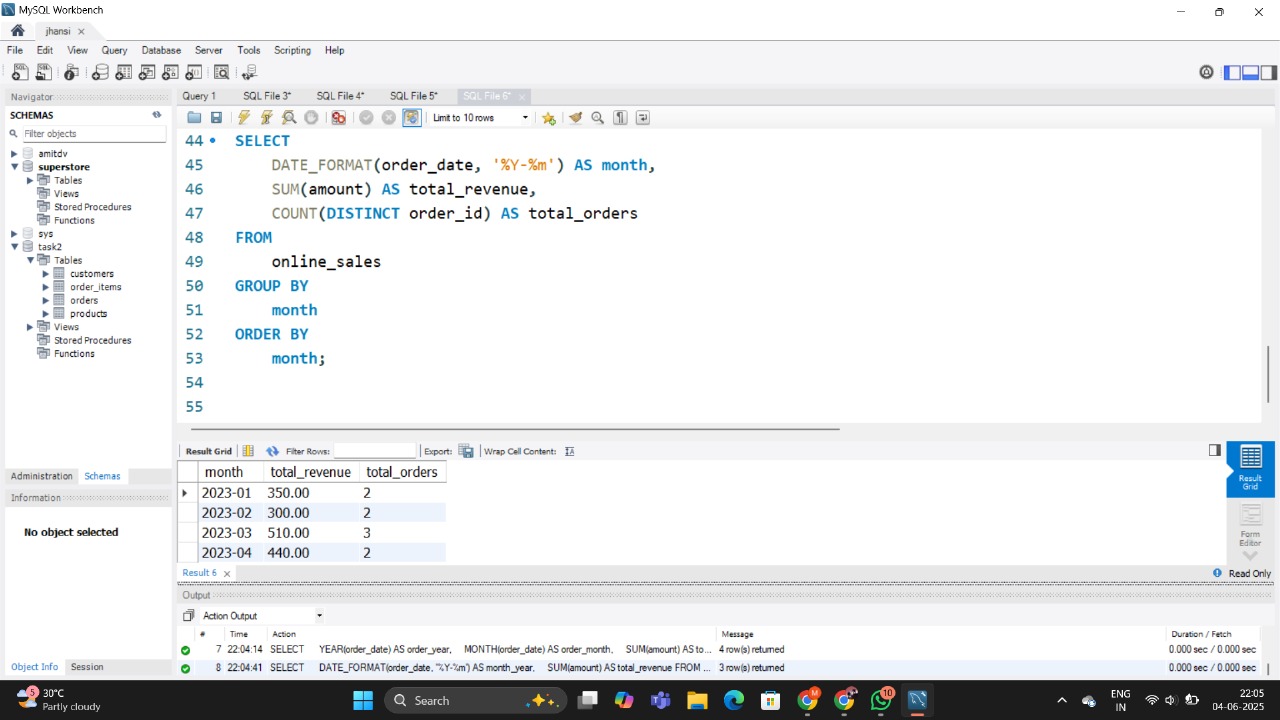 MySQL Workbench
jhansi ×
File Edit View Query Database Server Tools Scripting Help
Navigator
SCHEMAS
Filter objects
amitdv
superstore
Tables
Views
Stored Procedures
Functions
sys
task2
Tables
customers
order_items
orders
products
Views
Stored Procedures
Functions
Administration Schemas
Information
No object selected
Object Info Session
Query 1 SQL File 3* SQL File 4* SQL File 5* SQL File 6* ×
Limit to 10 rows
44 SELECT
45 DATE_FORMAT(order_date, '%Y-%m') AS month,
46 SUM(amount) AS total_revenue,
47 COUNT(DISTINCT order_id) AS total_orders
48 FROM
49 online_sales
50 GROUP BY
51 month
52 ORDER BY
53 month;
54
55
Result Grid Filter Rows: Export: Wrap Cell Content:
month total_revenue total_orders
2023-01 350.00 2
2023-02 300.00 2
2023-03 510.00 3
2023-04 440.00 2
Result Grid
Form Editor
Result 6 × Read Only
Output
Action Output
# Time Action Message Duration / Fetch
7 22:04:14 SELECT YEAR(order_date) AS order_year, MONTH(order_date) AS order_month, SUM(amount) AS to... 4 row(s) returned 0.000 sec / 0.000 sec
8 22:04:41 SELECT DATE_FORMAT(order_date, '%Y-%m') AS month_year, SUM(amount) AS total_revenue FROM ... 3 row(s) returned 0.000 sec / 0.000 sec
5 30°C
Partly cloudy
Search
M
10
ENG
IN
22:05
04-06-2025